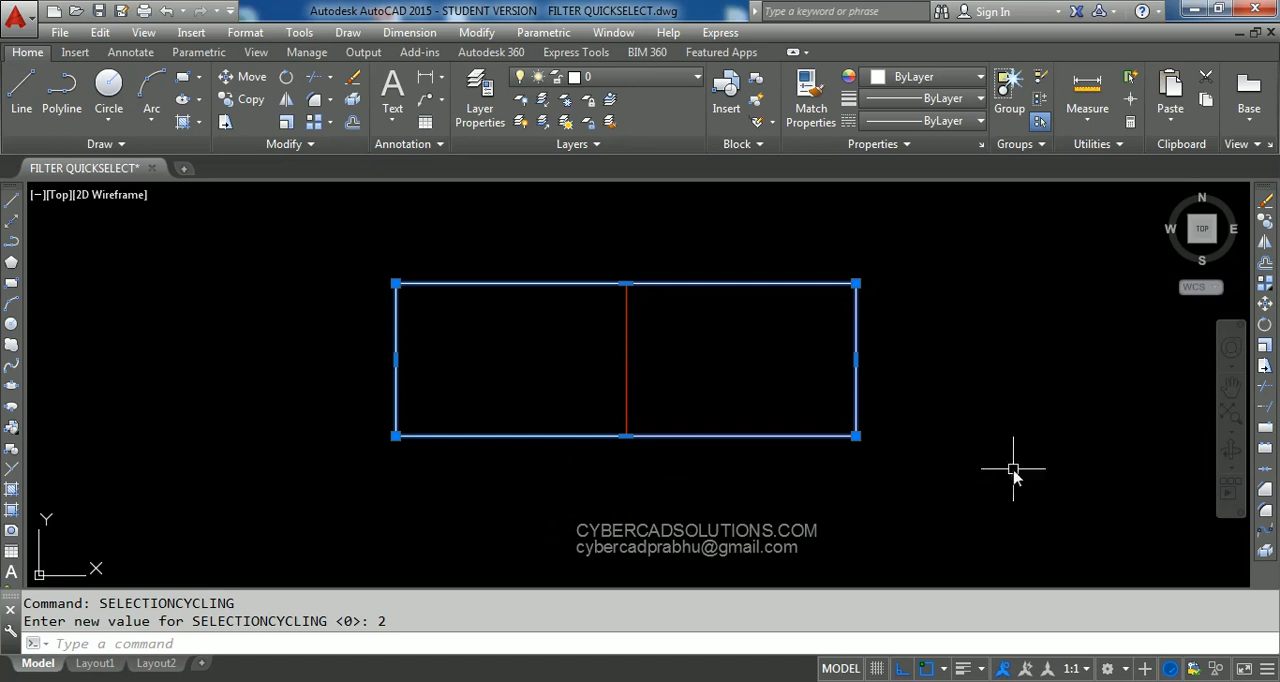 Autodesk AutoCAD 2015 - STUDENT VERSION FILTER QUICKSELECT.dwg
Type a keyword or phrase
Sign In
File Edit View Insert Format Tools Draw Dimension Modify Parametric Window Help Express
Home Insert Annotate Parametric View Manage Output Add-ins Autodesk 360 Express Tools BIM 360 Featured Apps
Line Polyline Circle Arc
Move
Copy
Text
Layer Properties
0
Insert
Match Properties
ByLayer
ByLayer
ByLayer
Group
Measure
Paste
Base
Draw Modify Annotation Layers Block Properties Groups Utilities Clipboard View
FILTER QUICKSELECT*
[−][Top][2D Wireframe]
N
W TOP E
S
WCS
CYBERCADSOLUTIONS.COM
cybercadprabhu@gmail.com
Y
X
A
Command: SELECTIONCYCLING
Enter new value for SELECTIONCYCLING <0>: 2
Type a command
Model Layout1 Layout2
MODEL
1:1